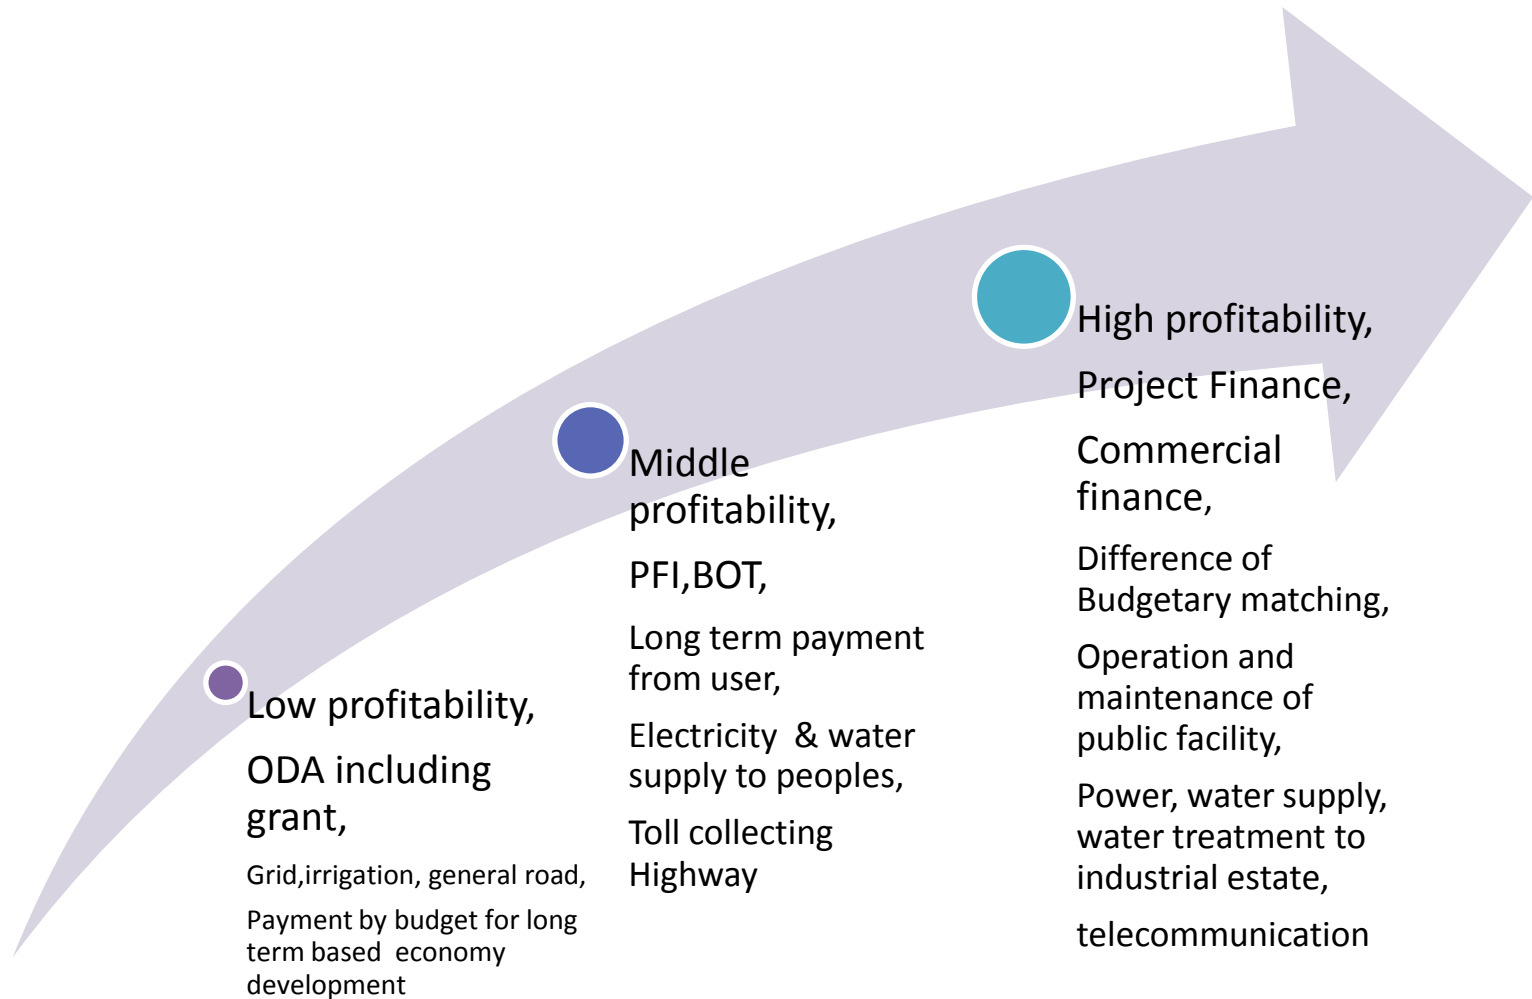 Low profitability,
ODA including
grant,
Grid,irrigation, general road,
Payment by budget for long
term based  economy
development
Middle
profitability,
PFI,BOT,
Long term payment
from user,
Electricity  & water
supply to peoples,
Toll collecting
Highway
High profitability,
Project Finance,
Commercial
finance,
Difference of
Budgetary matching,
Operation and
maintenance of
public facility,
Power, water supply,
water treatment to
industrial estate,
telecommunication